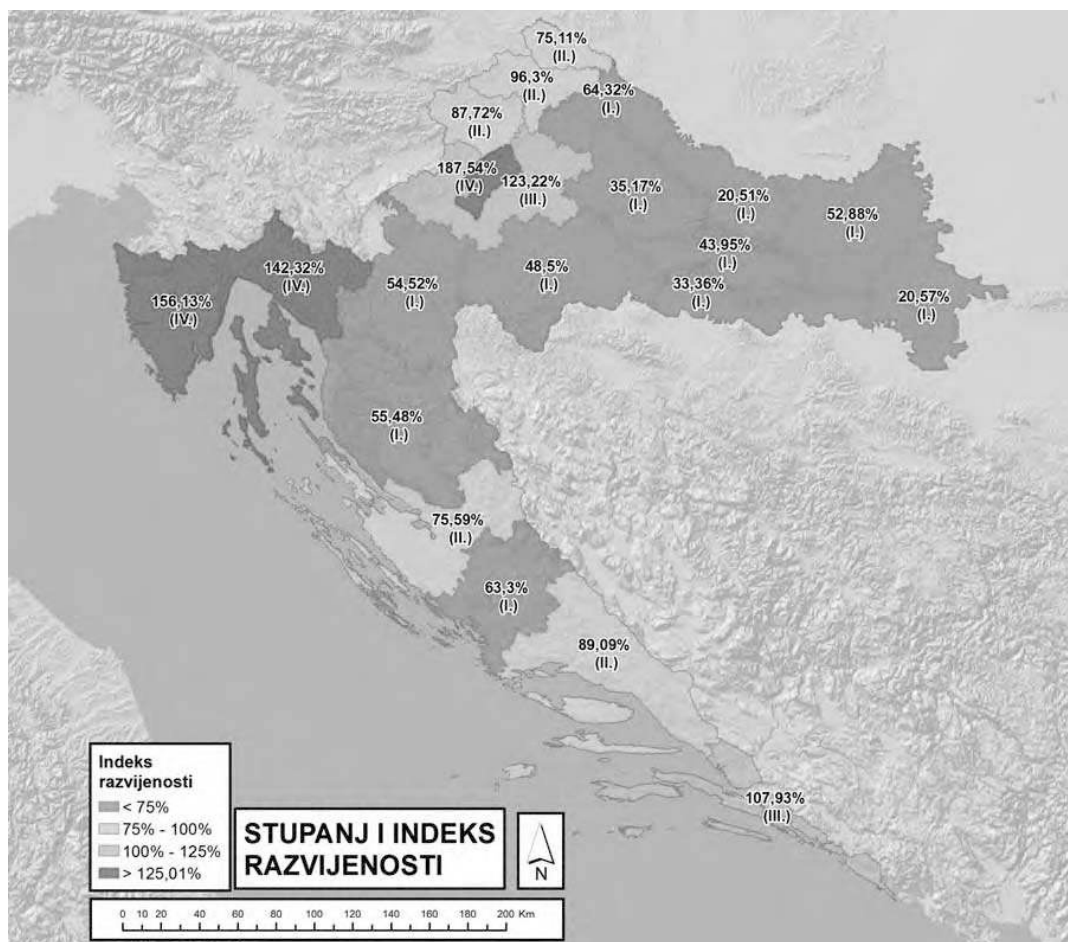 75,11%
(II.)
96,3%
(II.)
64,32%
(I.)
87,72%
(II.)
187,54%
(IV.)
123,22%
(III.)
35,17%
(I.)
20,51%
(I.)
52,88%
(I.)
43,95%
(I.)
142,32%
(IV.)
54,52%
(I.)
48,5%
(I.)
33,36%
(I.)
156,13%
(IV.)
20,57%
(I.)
55,48%
(I.)
75,59%
(II.)
63,3%
(I.)
89,09%
(II.)
107,93%
(III.)
Indeks
razvijenosti
< 75%
75% - 100%
100% - 125%
> 125,01%
STUPANJ I INDEKS
RAZVIJENOSTI
N
0 10 20 40 60 80 100 120 140 160 180 200 Km